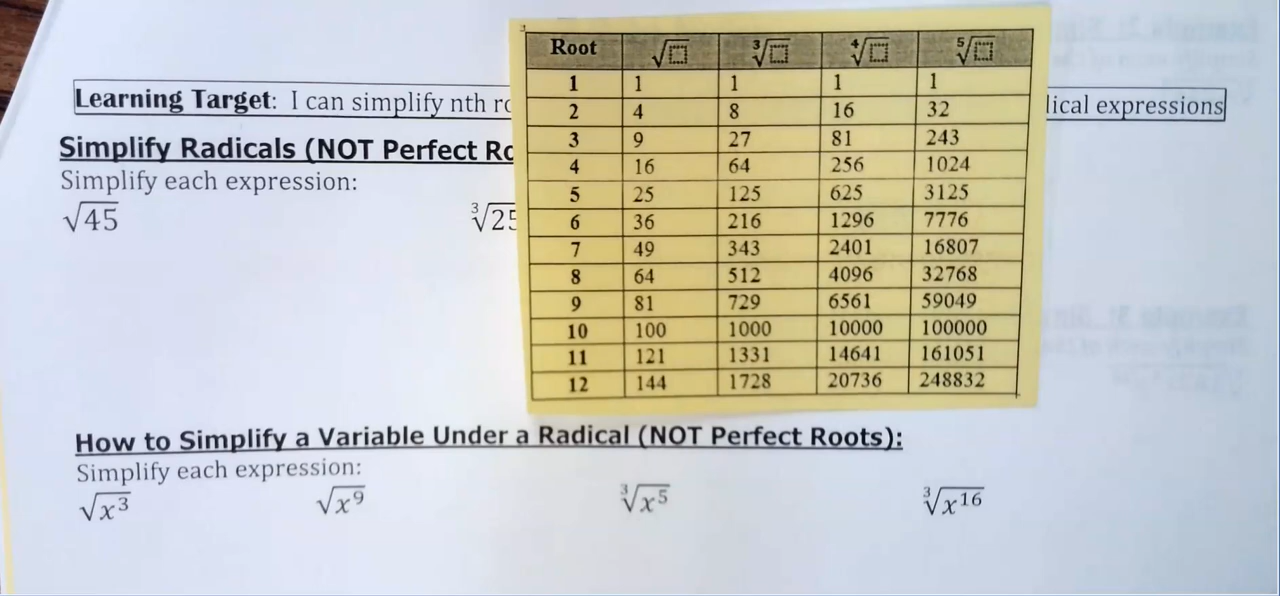 Learning Target: I can simplify nth ro
lical expressions
Simplify Radicals (NOT Perfect Ro
Simplify each expression:
√45
∛25
Root √⬚ ∛⬚ ∜⬚ ⁵√⬚
1 1 1 1 1
2 4 8 16 32
3 9 27 81 243
4 16 64 256 1024
5 25 125 625 3125
6 36 216 1296 7776
7 49 343 2401 16807
8 64 512 4096 32768
9 81 729 6561 59049
10 100 1000 10000 100000
11 121 1331 14641 161051
12 144 1728 20736 248832
How to Simplify a Variable Under a Radical (NOT Perfect Roots):
Simplify each expression:
√x³ √x⁹ ∛x⁵ ∛x¹⁶